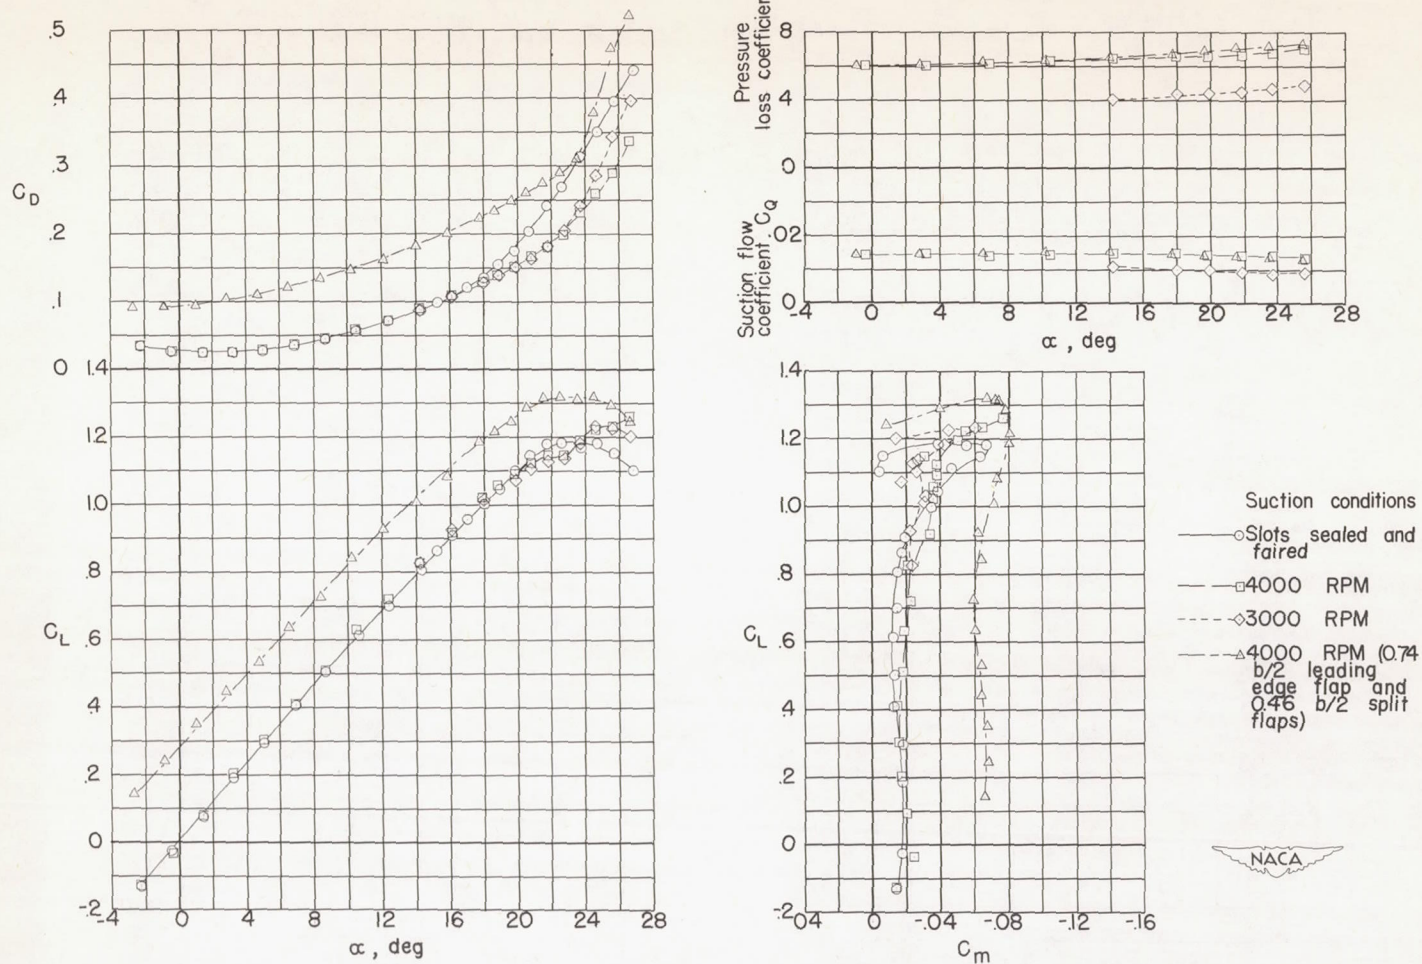 .5
.4
.3
C_D
.2
.1
0
1.4
1.2
1.0
.8
C_L .6
.4
.2
0
-.2
-4 0 4 8 12 16 20 24 28
α , deg
Pressure
loss coefficient
8
4
0
Suction flow
coefficient, C_Q
.02
0
-4 0 4 8 12 16 20 24 28
α , deg
1.4
1.2
1.0
.8
C_L .6
.4
.2
0
-.2
.04 0 -.04 -.08 -.12 -.16
C_m
Suction conditions
Slots sealed and
faired
4000 RPM
3000 RPM
4000 RPM (0.74
b/2 leading
edge flap and
0.46 b/2 split
flaps)
NACA